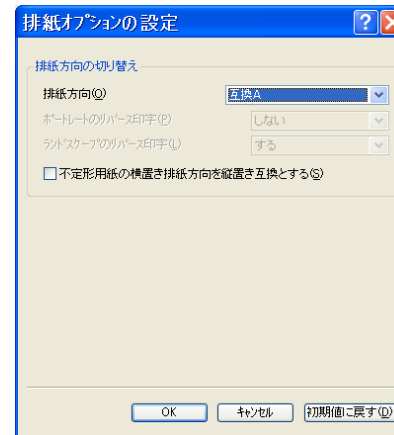 排紙ｵﾌﾟｼｮﾝの設定
排紙方向の切り替え
排紙方向(O) 互換A
ﾎﾟｰﾄﾚｰﾄのﾘﾊﾞｰｽ印字(P) しない
ﾗﾝﾄﾞｽｹｰﾌﾟのﾘﾊﾞｰｽ印字(L) する
不定形用紙の横置き排紙方向を縦置き互換とする(S)
OK ｷｬﾝｾﾙ 初期値に戻す(D)